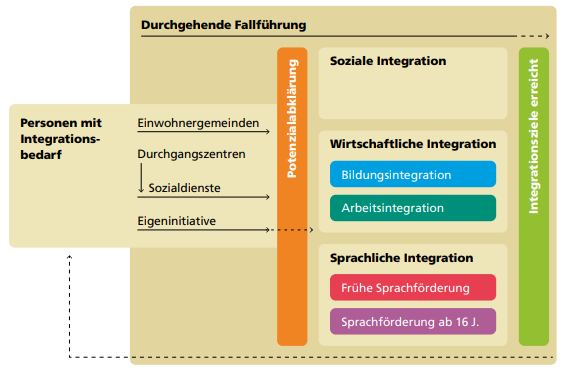 Durchgehende Fallführung
Personen mit
Integrations-
bedarf
Einwohnergemeinden
Durchgangszentren
Sozialdienste
Eigeninitiative
Potenzialabklärung
Soziale Integration
Wirtschaftliche Integration
Bildungsintegration
Arbeitsintegration
Sprachliche Integration
Frühe Sprachförderung
Sprachförderung ab 16 J.
Integrationsziele erreicht